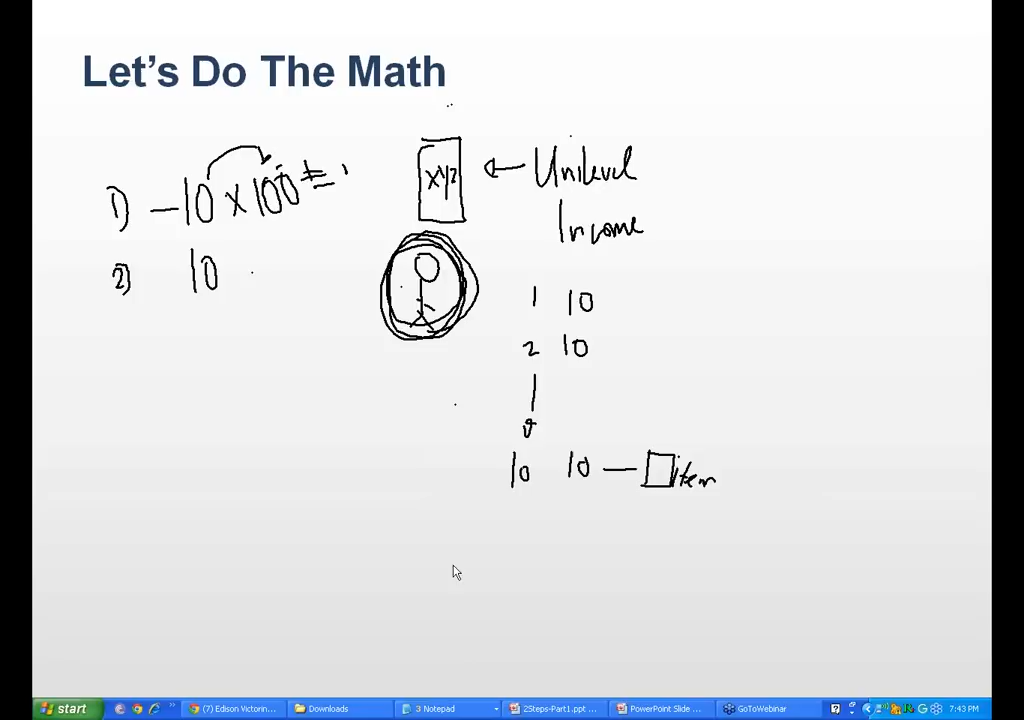 Let's Do The Math
1) — 10 x 100 =
2) 10
XYZ
Unilevel
Income
1 10
2 10
10 10 — item
start
(7) Edison Victorin...
Downloads
3 Notepad
2Steps-Part1.ppt ...
PowerPoint Slide ...
GoToWebinar
7:43 PM